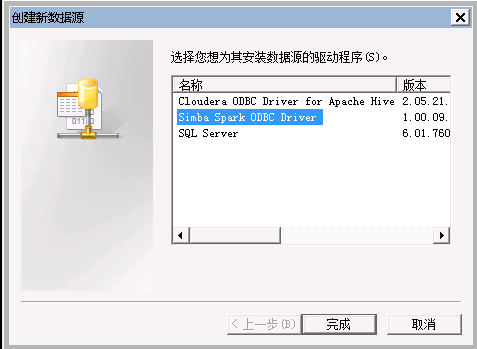 创建新数据源
选择您想为其安装数据源的驱动程序(S)。
名称 版本
Cloudera ODBC Driver for Apache Hive 2.05.21.
Simba Spark ODBC Driver 1.00.09.
SQL Server 6.01.760
< 上一步(B) 完成 取消